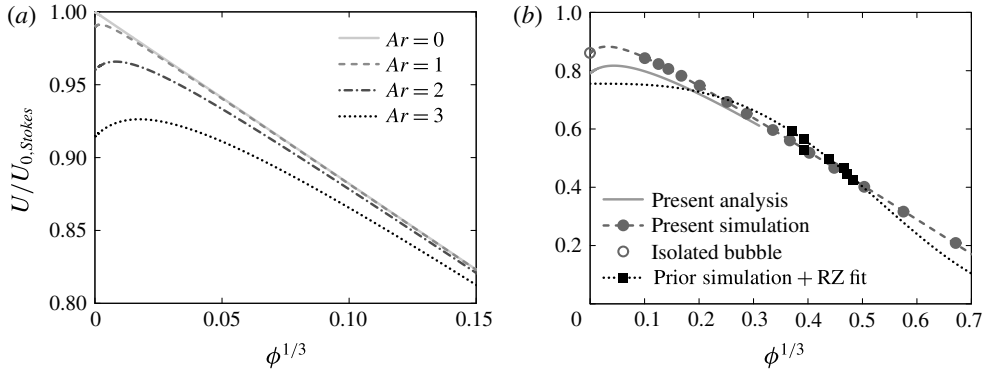 (a)
1.00
0.95
0.90
0.85
0.80
U/U0,Stokes
0
0.05
0.10
0.15
ϕ1/3
Ar = 0
Ar = 1
Ar = 2
Ar = 3
(b)
1.0
0.8
0.6
0.4
0.2
0
0.1
0.2
0.3
0.4
0.5
0.6
0.7
ϕ1/3
Present analysis
Present simulation
Isolated bubble
Prior simulation + RZ fit